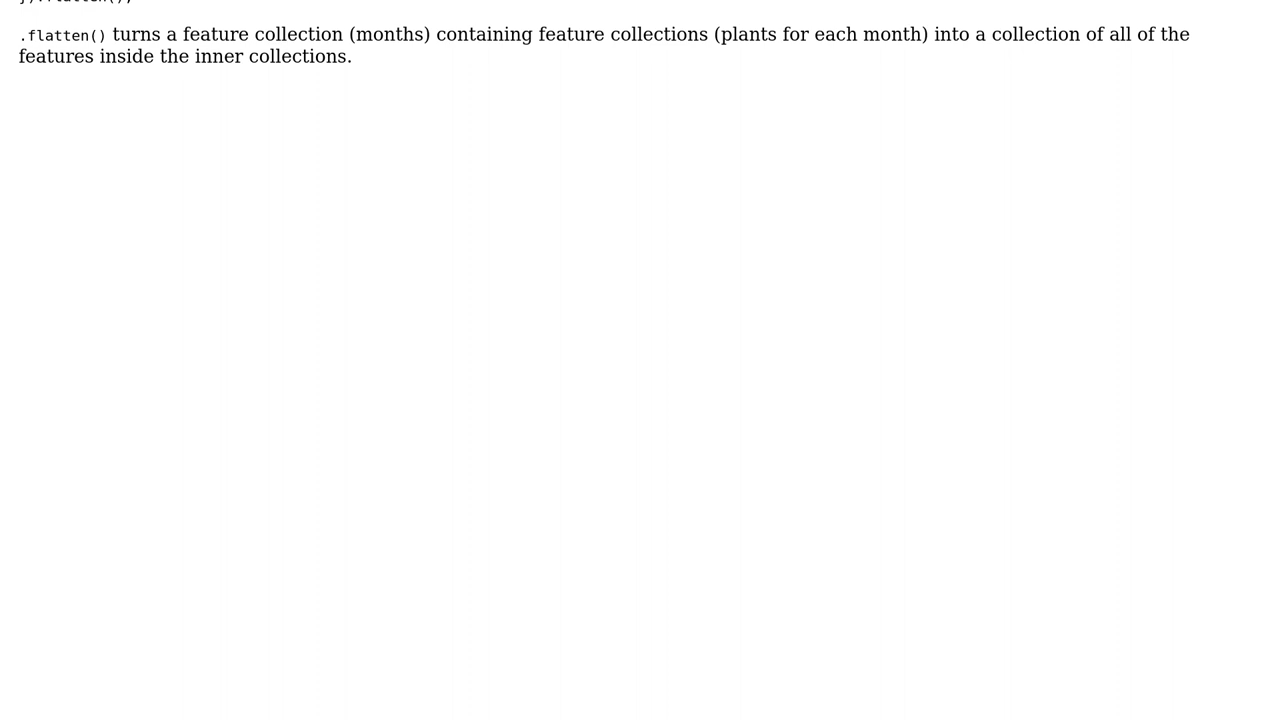 }).flatten();
.flatten() turns a feature collection (months) containing feature collections (plants for each month) into a collection of all of the
features inside the inner collections.